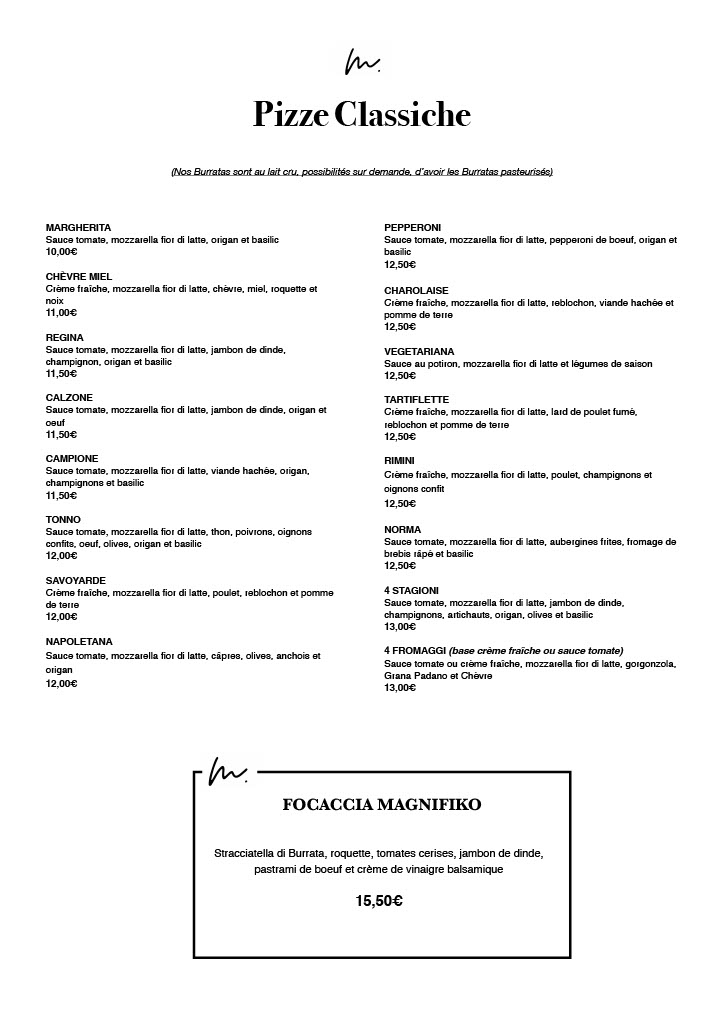 m.
Pizze Classiche
(Nos Burratas sont au lait cru, possibilités sur demande, d'avoir les Burratas pasteurisés)
MARGHERITA
Sauce tomate, mozzarella fior di latte, origan et basilic
10,00€
CHÈVRE MIEL
Crème fraîche, mozzarella fior di latte, chèvre, miel, roquette et
noix
11,00€
REGINA
Sauce tomate, mozzarella fior di latte, jambon de dinde,
champignon, origan et basilic
11,50€
CALZONE
Sauce tomate, mozzarella fior di latte, jambon de dinde, origan et
oeuf
11,50€
CAMPIONE
Sauce tomate, mozzarella fior di latte, viande hachée, origan,
champignons et basilic
11,50€
TONNO
Sauce tomate, mozzarella fior di latte, thon, poivrons, oignons
confits, oeuf, olives, origan et basilic
12,00€
SAVOYARDE
Crème fraîche, mozzarella fior di latte, poulet, reblochon et pomme
de terre
12,00€
NAPOLETANA
Sauce tomate, mozzarella fior di latte, câpres, olives, anchois et
origan
12,00€
PEPPERONI
Sauce tomate, mozzarella fior di latte, pepperoni de boeuf, origan et
basilic
12,50€
CHAROLAISE
Crème fraîche, mozzarella fior di latte, reblochon, viande hachée et
pomme de terre
12,50€
VEGETARIANA
Sauce au potiron, mozzarella fior di latte et légumes de saison
12,50€
TARTIFLETTE
Crème fraîche, mozzarella fior di latte, lard de poulet fumé,
reblochon et pomme de terre
12,50€
RIMINI
Crème fraîche, mozzarella fior di latte, poulet, champignons et
oignons confit
12,50€
NORMA
Sauce tomate, mozzarella fior di latte, aubergines frites, fromage de
brebis râpé et basilic
12,50€
4 STAGIONI
Sauce tomate, mozzarella fior di latte, jambon de dinde,
champignons, artichauts, origan, olives et basilic
13,00€
4 FROMAGGI (base crème fraîche ou sauce tomate)
Sauce tomate ou crème fraîche, mozzarella fior di latte, gorgonzola,
Grana Padano et Chèvre
13,00€
m.
FOCACCIA MAGNIFIKO
Stracciatella di Burrata, roquette, tomates cerises, jambon de dinde,
pastrami de boeuf et crème de vinaigre balsamique
15,50€